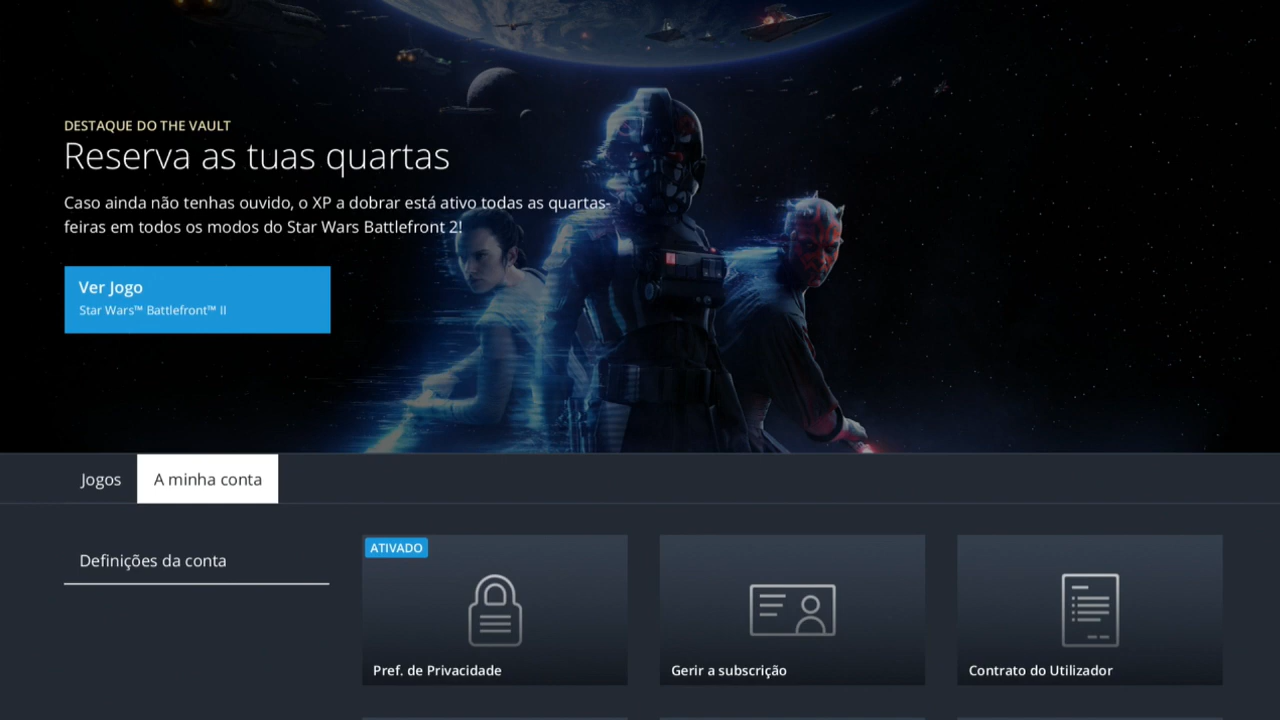 DESTAQUE DO THE VAULT
Reserva as tuas quartas
Caso ainda não tenhas ouvido, o XP a dobrar está ativo todas as quartas-
feiras em todos os modos do Star Wars Battlefront 2!
Ver Jogo
Star Wars™ Battlefront™ II
Jogos
A minha conta
Definições da conta
ATIVADO
Pref. de Privacidade
Gerir a subscrição
Contrato do Utilizador